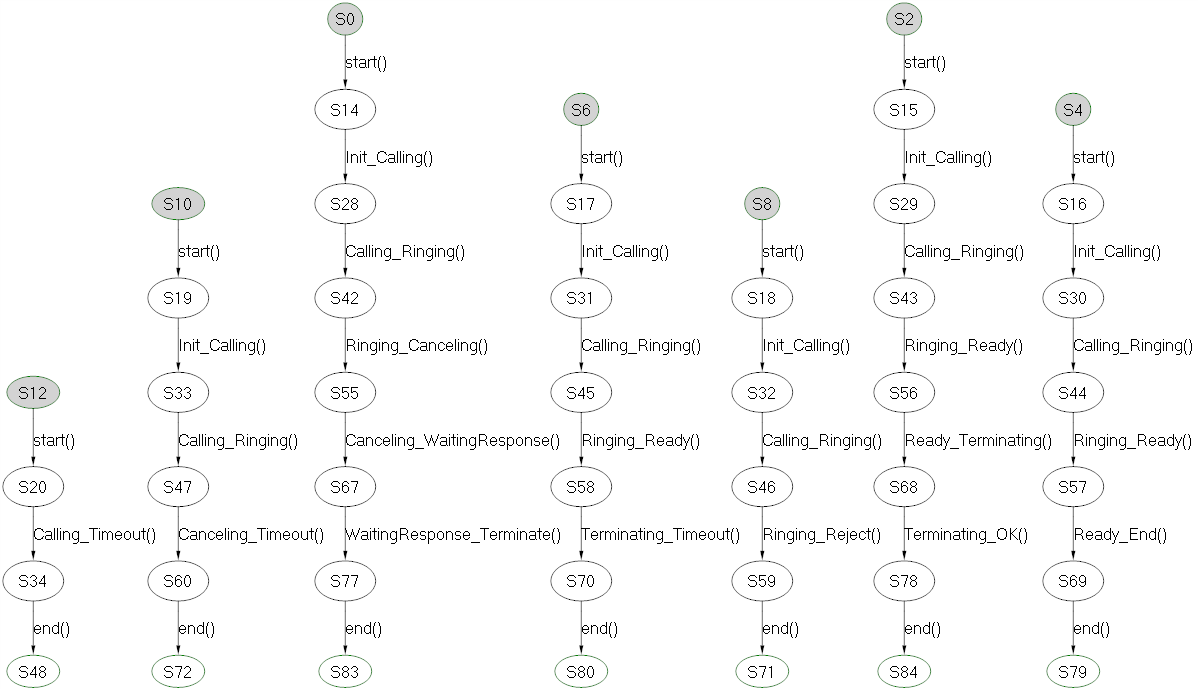 S0 S2
start() start()
S14 S6 S15 S4
Init_Calling() start() Init_Calling() start()
S10 S28 S17 S8 S29 S16
start() Calling_Ringing() Init_Calling() start() Calling_Ringing() Init_Calling()
S19 S42 S31 S18 S43 S30
Init_Calling() Ringing_Canceling() Calling_Ringing() Init_Calling() Ringing_Ready() Calling_Ringing()
S12 S33 S55 S45 S32 S56 S44
start() Calling_Ringing() Canceling_WaitingResponse() Ringing_Ready() Calling_Ringing() Ready_Terminating() Ringing_Ready()
S20 S47 S67 S58 S46 S68 S57
Calling_Timeout() Canceling_Timeout() WaitingResponse_Terminate() Terminating_Timeout() Ringing_Reject() Terminating_OK() Ready_End()
S34 S60 S77 S70 S59 S78 S69
end() end() end() end() end() end() end()
S48 S72 S83 S80 S71 S84 S79